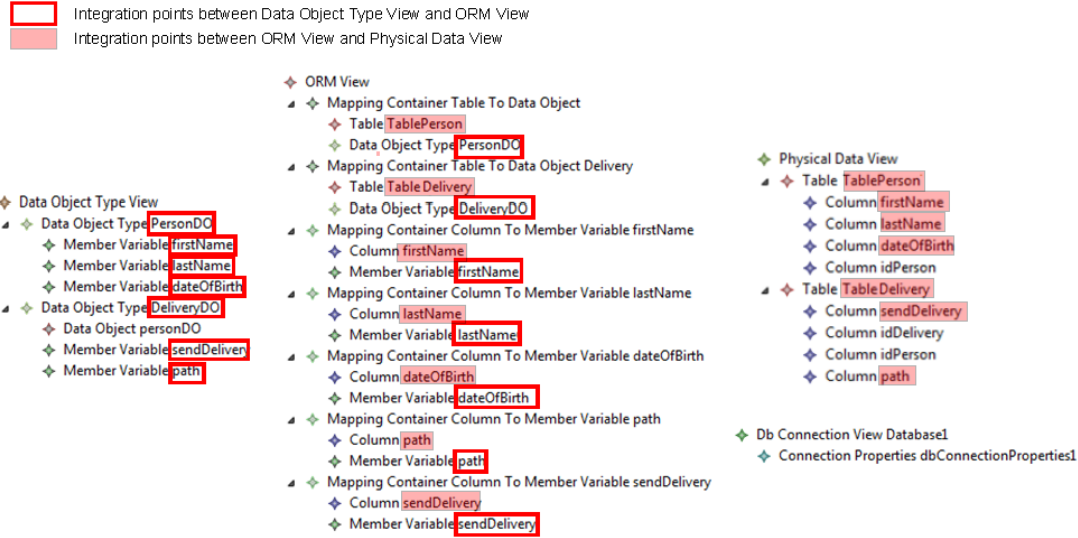 Integration points between Data Object Type View and ORM View
Integration points between ORM View and Physical Data View
Data Object Type View
Data Object Type PersonDO
Member Variable firstName
Member Variable lastName
Member Variable dateOfBirth
Data Object Type DeliveryDO
Data Object personDO
Member Variable sendDelivery
Member Variable path
ORM View
Mapping Container Table To Data Object
Table TablePerson
Data Object Type PersonDO
Mapping Container Table To Data Object Delivery
Table Table Delivery
Data Object Type DeliveryDO
Mapping Container Column To Member Variable firstName
Column firstName
Member Variable firstName
Mapping Container Column To Member Variable lastName
Column lastName
Member Variable lastName
Mapping Container Column To Member Variable dateOfBirth
Column dateOfBirth
Member Variable dateOfBirth
Mapping Container Column To Member Variable path
Column path
Member Variable path
Mapping Container Column To Member Variable sendDelivery
Column sendDelivery
Member Variable sendDelivery
Physical Data View
Table TablePerson
Column firstName
Column lastName
Column dateOfBirth
Column idPerson
Table Table Delivery
Column sendDelivery
Column idDelivery
Column idPerson
Column path
Db Connection View Database1
Connection Properties dbConnectionProperties1